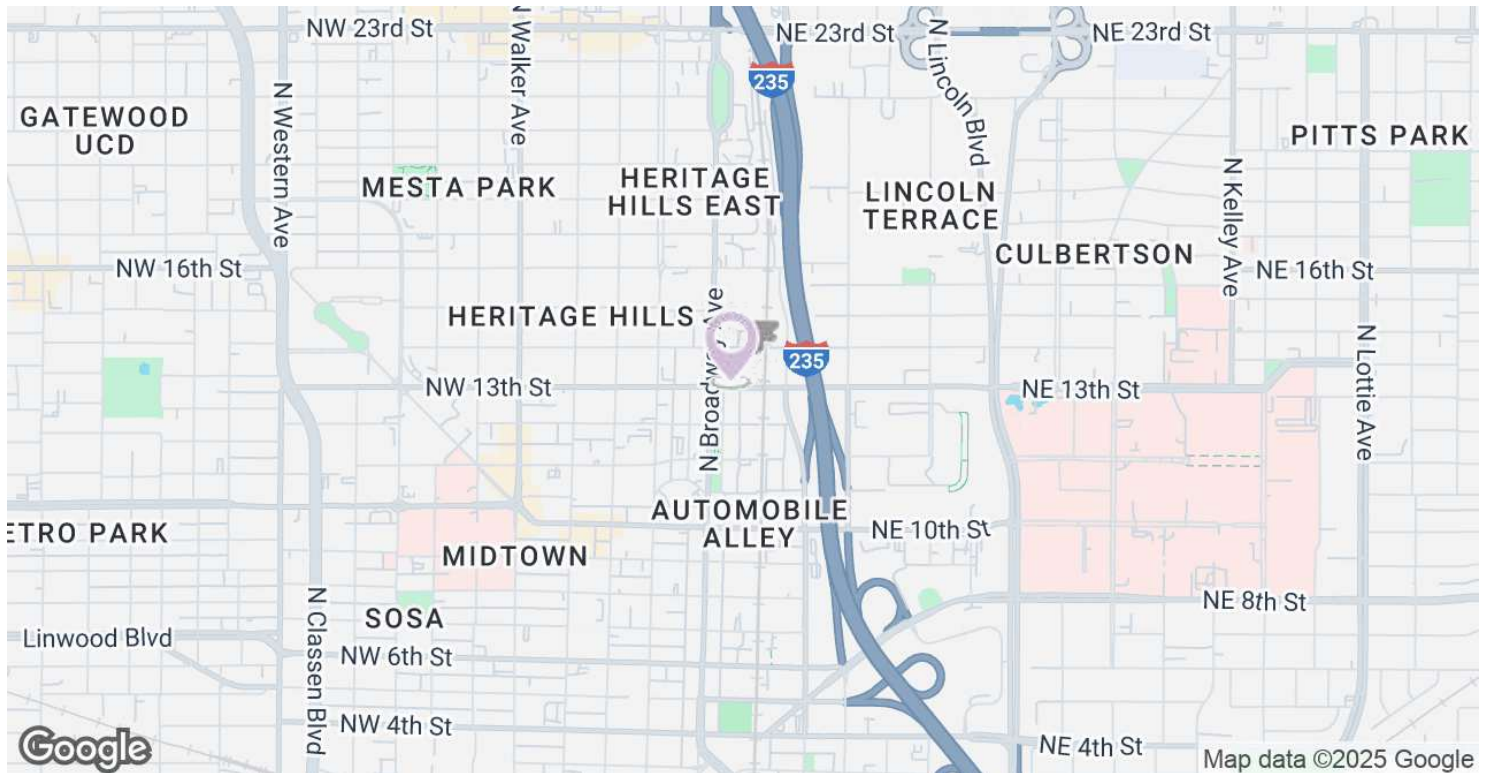 NW 23rd St
N Walker Ave
NE 23rd St
N Lincoln Blvd
NE 23rd St
235
GATEWOOD
UCD
N Western Ave
PITTS PARK
MESTA PARK
HERITAGE
HILLS EAST
LINCOLN
TERRACE
N Kelley Ave
CULBERTSON
NW 16th St
NE 16th St
HERITAGE HILLS
N Broadway Ave
235
N Lottie Ave
NW 13th St
NE 13th St
AUTOMOBILE
ALLEY
NE 10th St
ETRO PARK
MIDTOWN
N Classen Blvd
NE 8th St
SOSA
Linwood Blvd
NW 6th St
NW 4th St
NE 4th St
Google
Map data ©2025 Google